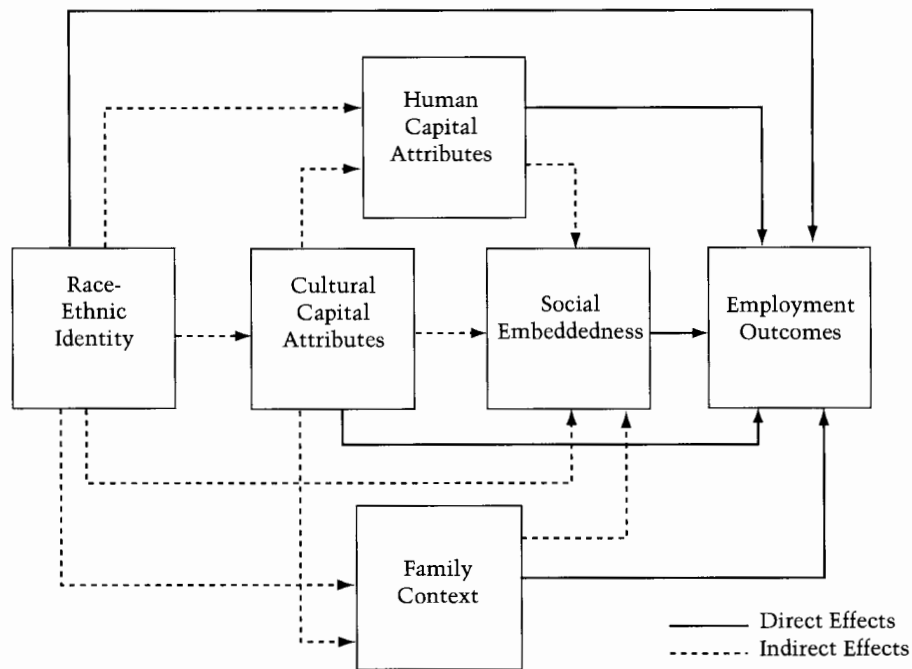 Human
Capital
Attributes
Race-
Ethnic
Identity
Cultural
Capital
Attributes
Social
Embeddedness
Employment
Outcomes
Family
Context
Direct Effects
Indirect Effects